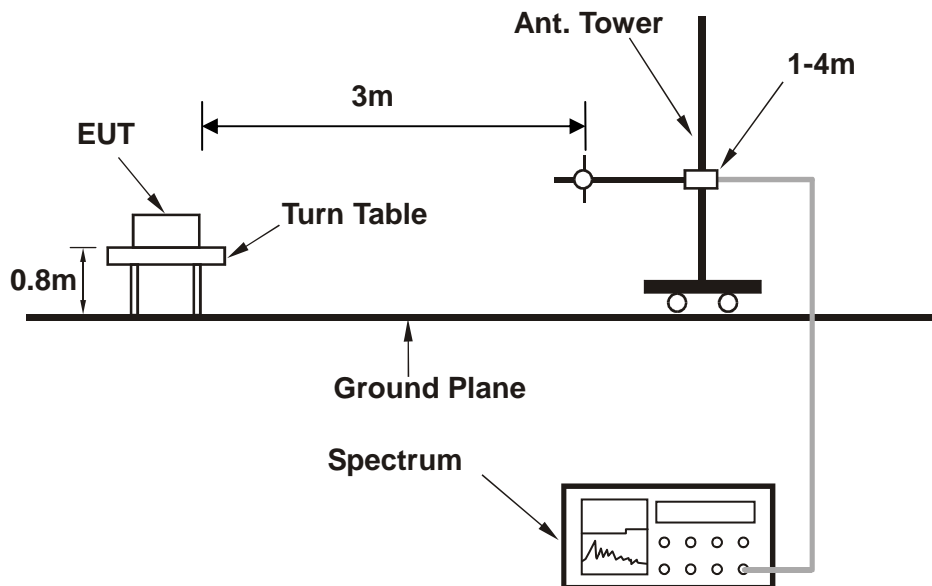 Ant. Tower
1-4m
3m
EUT
Turn Table
0.8m
Ground Plane
Spectrum